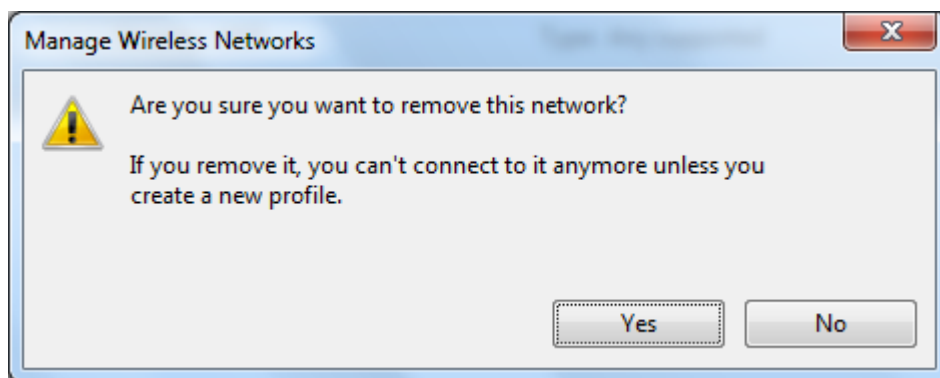 Manage Wireless Networks
Are you sure you want to remove this network?
If you remove it, you can't connect to it anymore unless you
create a new profile.
Yes
No